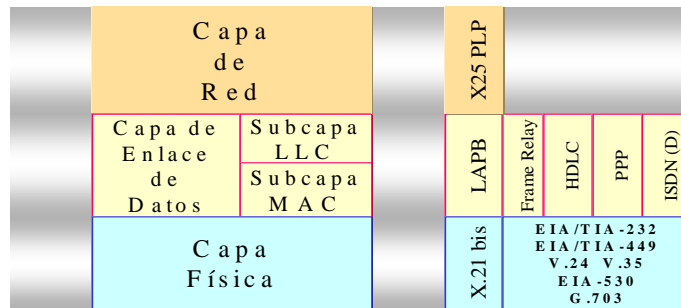 Capa
de
Red
X25 PLP
Capa de
Enlace
de
Datos
Subcapa
LLC
Subcapa
MAC
LAPB
Frame Relay
HDLC
PPP
ISDN (D)
Capa
Física
X.21 bis
EIA/TIA-232
EIA/TIA-449
V.24 V.35
EIA-530
G.703